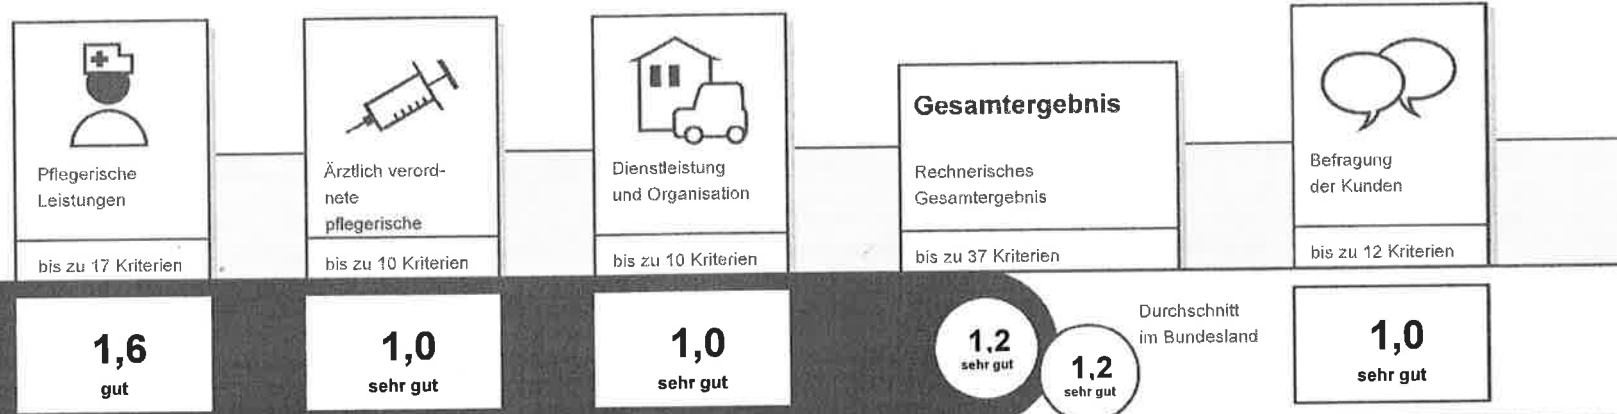 Pflegerische
Leistungen
bis zu 17 Kriterien
1,6
gut
Ärztlich verord-
nete
pflegerische
bis zu 10 Kriterien
1,0
sehr gut
Dienstleistung
und Organisation
bis zu 10 Kriterien
1,0
sehr gut
Gesamtergebnis
Rechnerisches
Gesamtergebnis
bis zu 37 Kriterien
1,2
sehr gut
1,2
sehr gut
Durchschnitt
im Bundesland
Befragung
der Kunden
bis zu 12 Kriterien
1,0
sehr gut